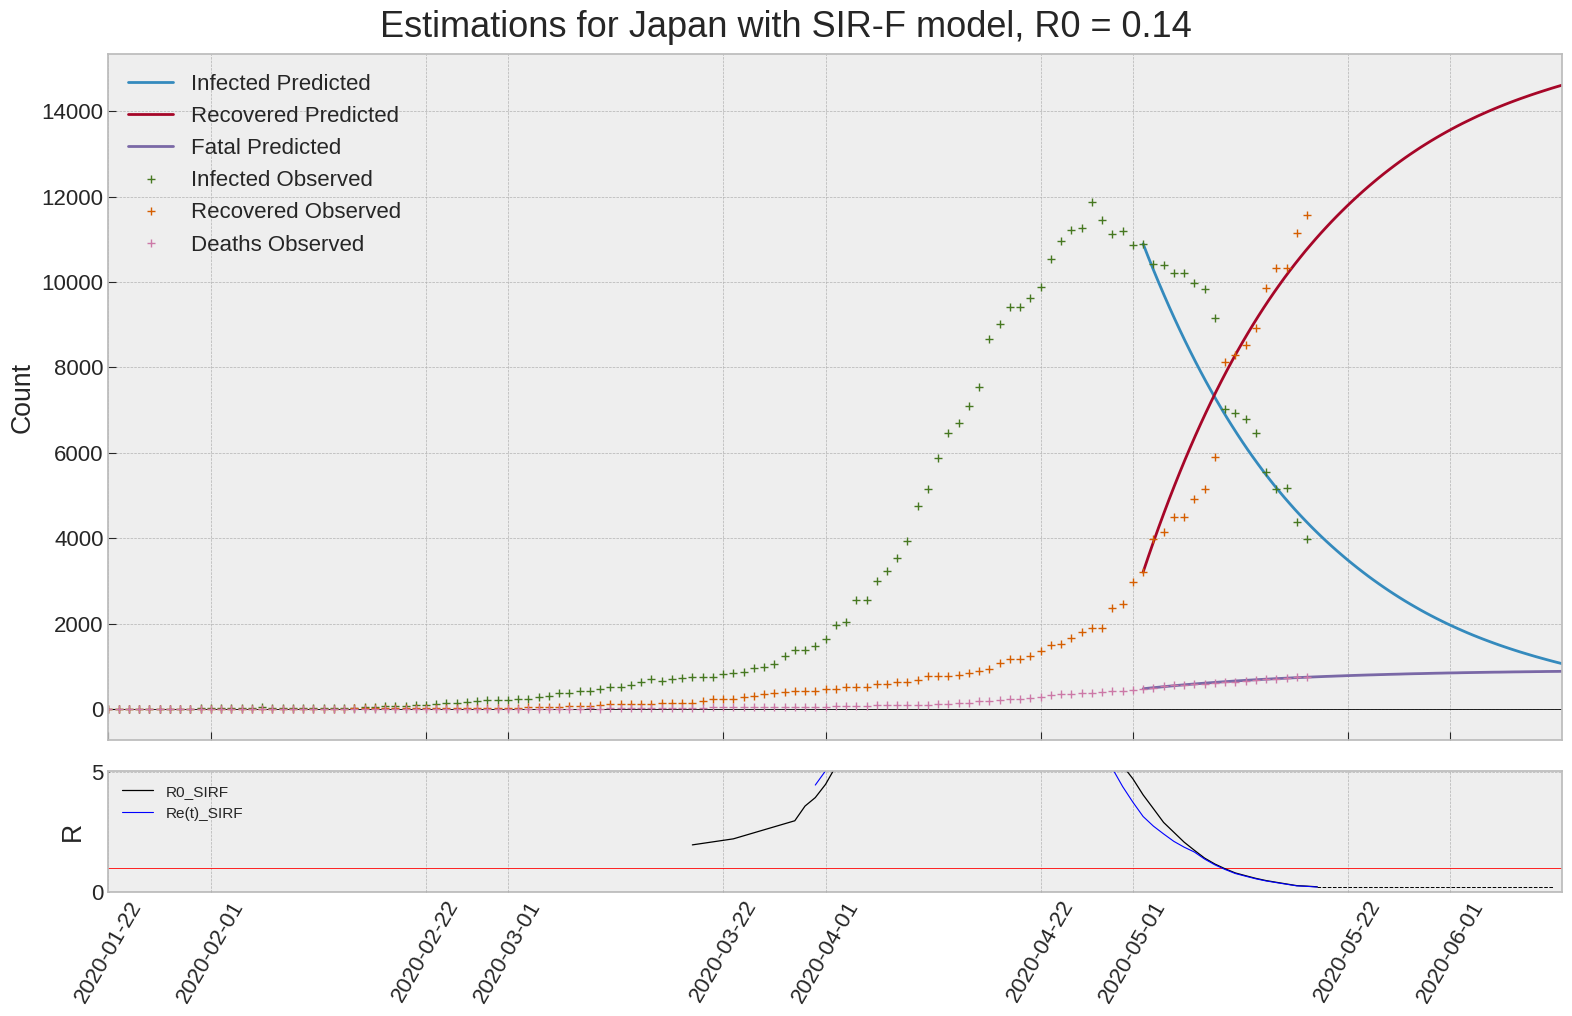 Estimations for Japan with SIR-F model, R0 = 0.14
Infected Predicted
Recovered Predicted
Fatal Predicted
Infected Observed
Recovered Observed
Deaths Observed
14000
12000
10000
8000
6000
4000
2000
0
Count
5
0
R
R0_SIRF
Re(t)_SIRF
2020-01-22
2020-02-01
2020-02-22
2020-03-01
2020-03-22
2020-04-01
2020-04-22
2020-05-01
2020-05-22
2020-06-01